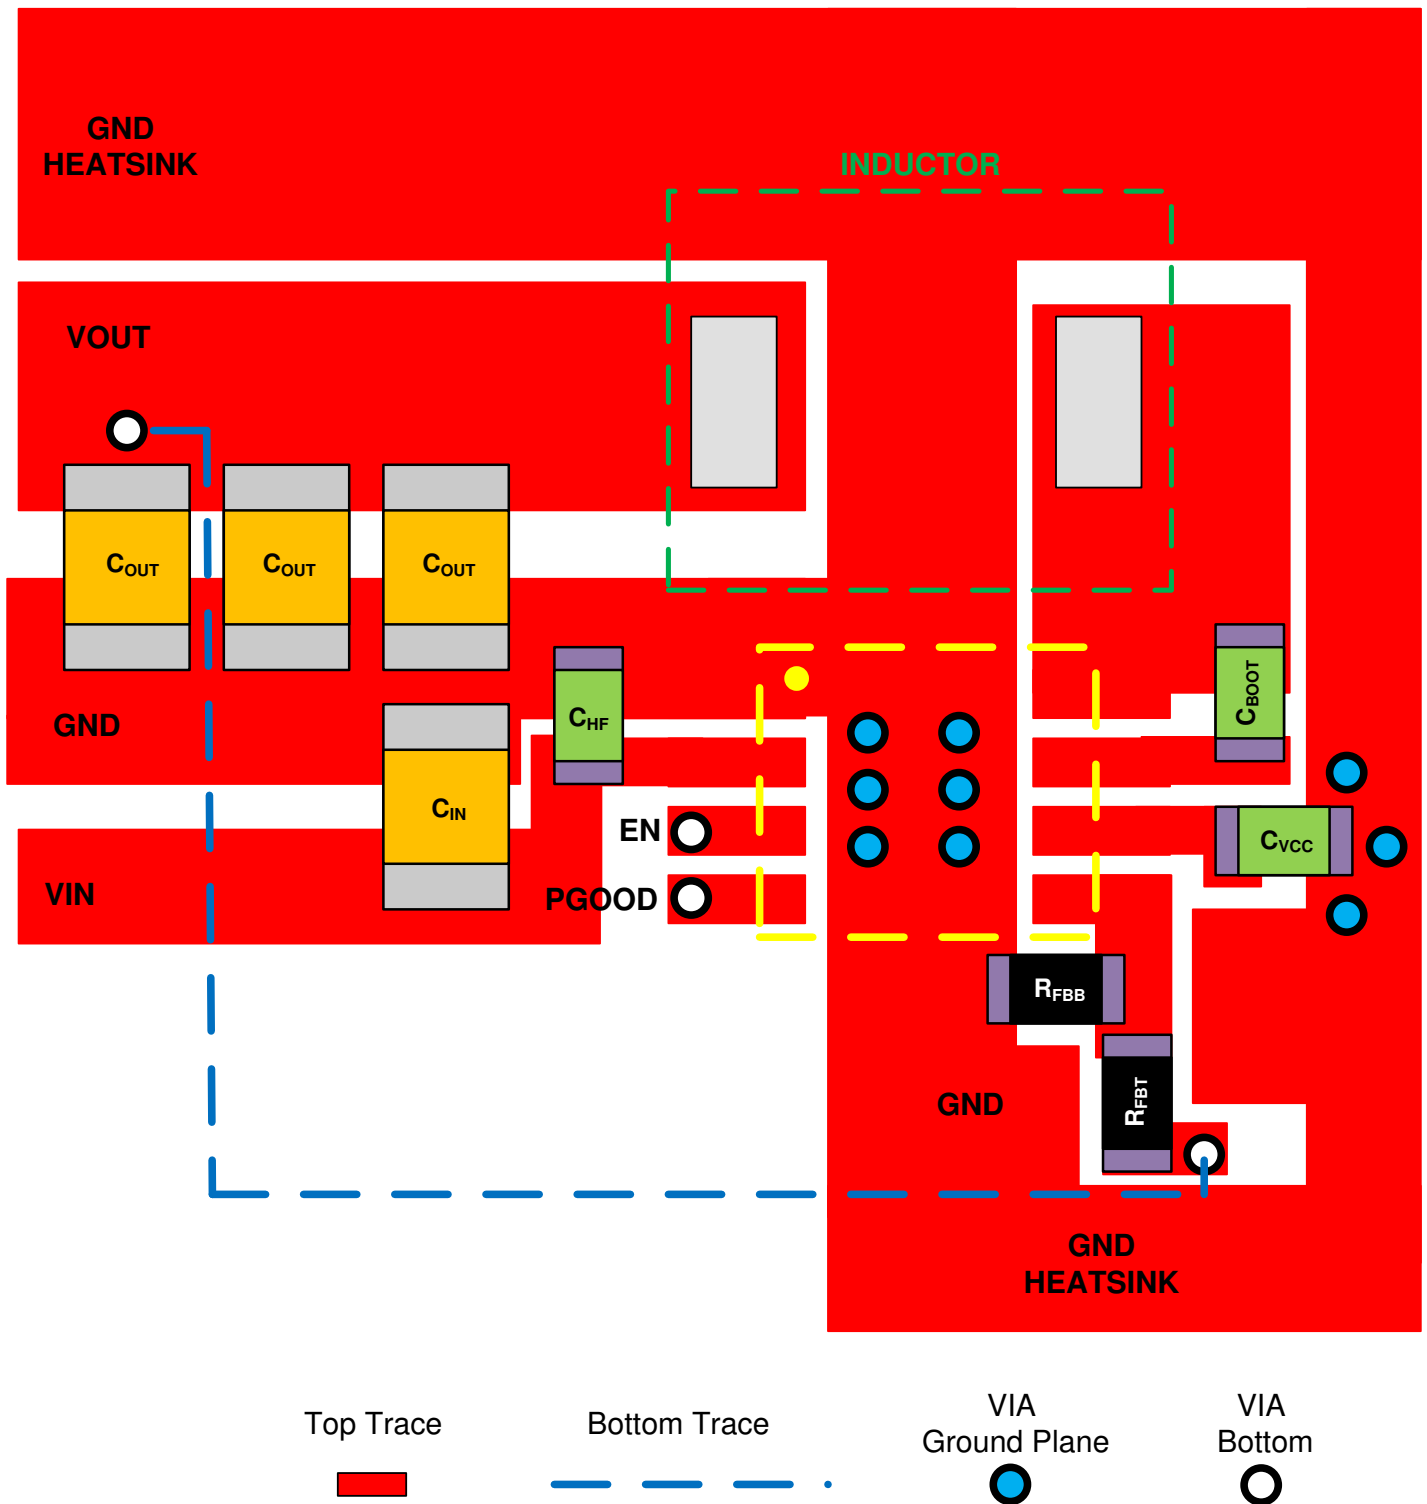 GND
HEATSINK
INDUCTOR
VOUT
COUT
COUT
COUT
CBOOT
CHF
GND
CIN
EN
CVCC
VIN
PGOOD
RFBB
GND
RFBT
GND
HEATSINK
Top Trace
Bottom Trace
VIA
Ground Plane
VIA
Bottom